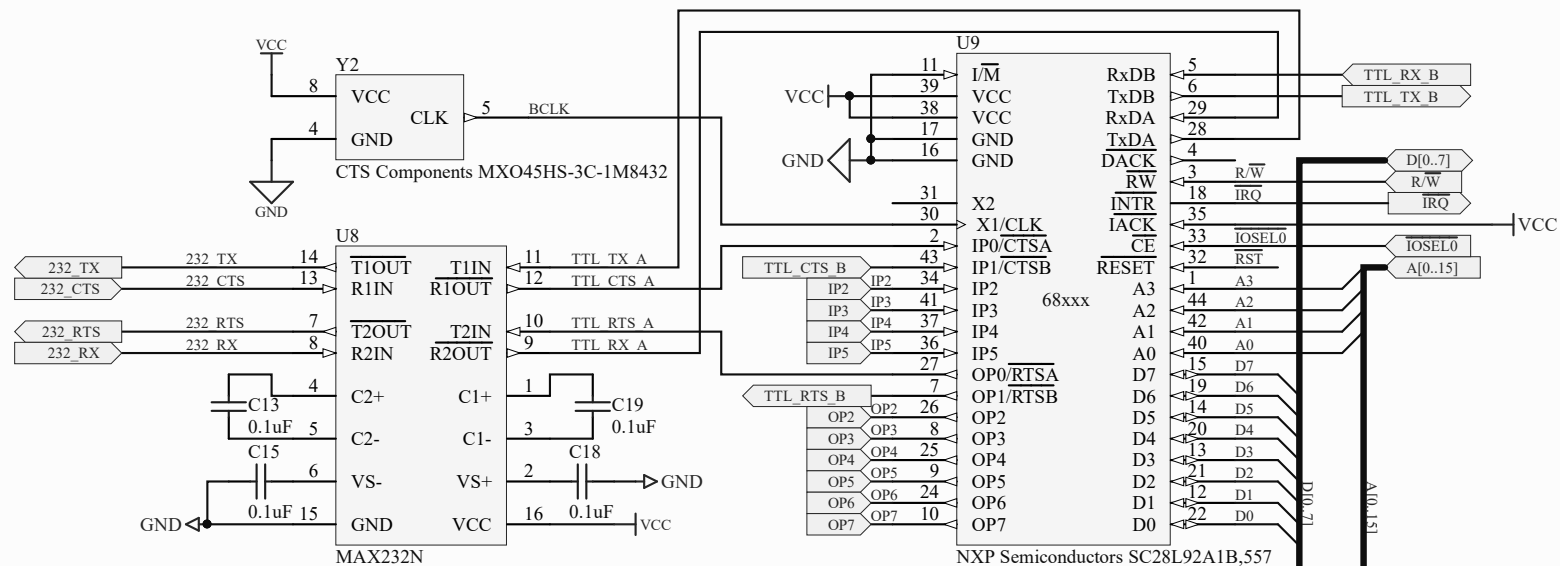 VCC
Y2
8 VCC
CLK 5 BCLK
4 GND
CTS Components MXO45HS-3C-1M8432
GND
U8
232_TX 232_TX 14 T1OUT T1IN 11 TTL_TX_A
232_CTS 232_CTS 13 R1IN R1OUT 12 TTL_CTS_A
232_RTS 232_RTS 7 T2OUT T2IN 10 TTL_RTS_A
232_RX 232_RX 8 R2IN R2OUT 9 TTL_RX_A
4 C2+ C1+ 1
C13 C19
0.1uF 0.1uF
5 C2- C1- 3
C15 C18
6 VS- VS+ 2 GND
0.1uF 0.1uF
GND 15 GND VCC 16 VCC
MAX232N
U9
11 I/M RxDB 5 TTL_RX_B
VCC 39 VCC TxDB 6 TTL_TX_B
38 VCC RxDA 29
17 GND TxDA 28
GND 16 GND DACK 4 D[0..7]
RW 3 R/W R/W
31 X2 INTR 18 IRQ IRQ
30 X1/CLK IACK 35 VCC
2 IP0/CTSA CE 33 IOSEL0 IOSEL0
TTL_CTS_B 43 IP1/CTSB RESET 32 RST A[0..15]
IP2 IP2 34 IP2 A3 1 A3
68xxx
IP3 IP3 41 IP3 A2 44 A2
IP4 IP4 37 IP4 A1 42 A1
IP5 IP5 36 IP5 A0 40 A0
27 OP0/RTSA D7 15 D7
TTL_RTS_B 7 OP1/RTSB D6 19 D6
OP2 OP2 26 OP2 D5 14 D5
OP3 OP3 8 OP3 D4 20 D4
OP4 OP4 25 OP4 D3 13 D3
OP5 OP5 9 OP5 D2 21 D2
OP6 OP6 24 OP6 D1 12 D1
OP7 OP7 10 OP7 D0 22 D0
D[0..7]
A[0..15]
NXP Semiconductors SC28L92A1B,557